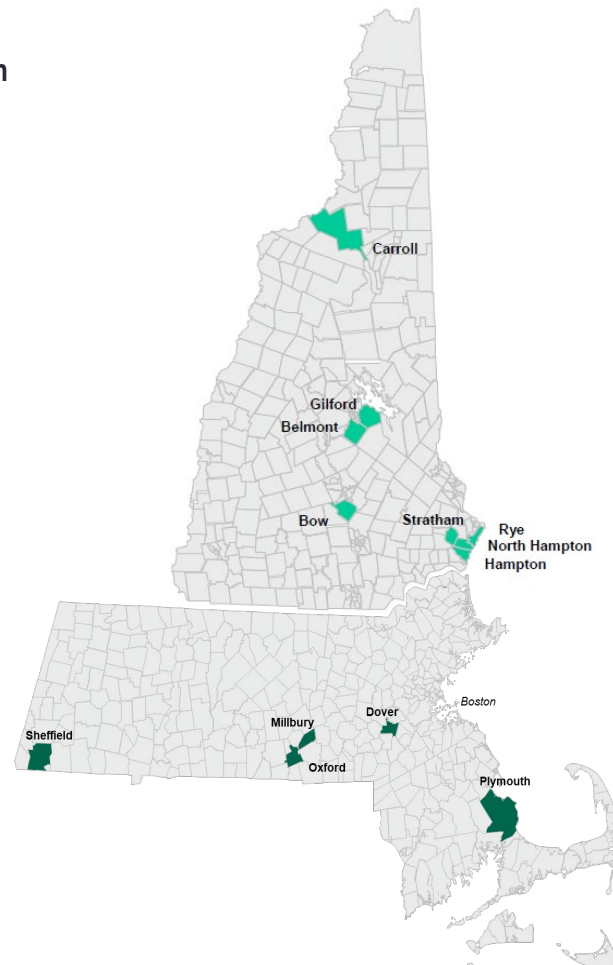 n
Carroll
Gilford
Belmont
Bow
Stratham
Rye
North Hampton
Hampton
Boston
Dover
Millbury
Sheffield
Oxford
Plymouth